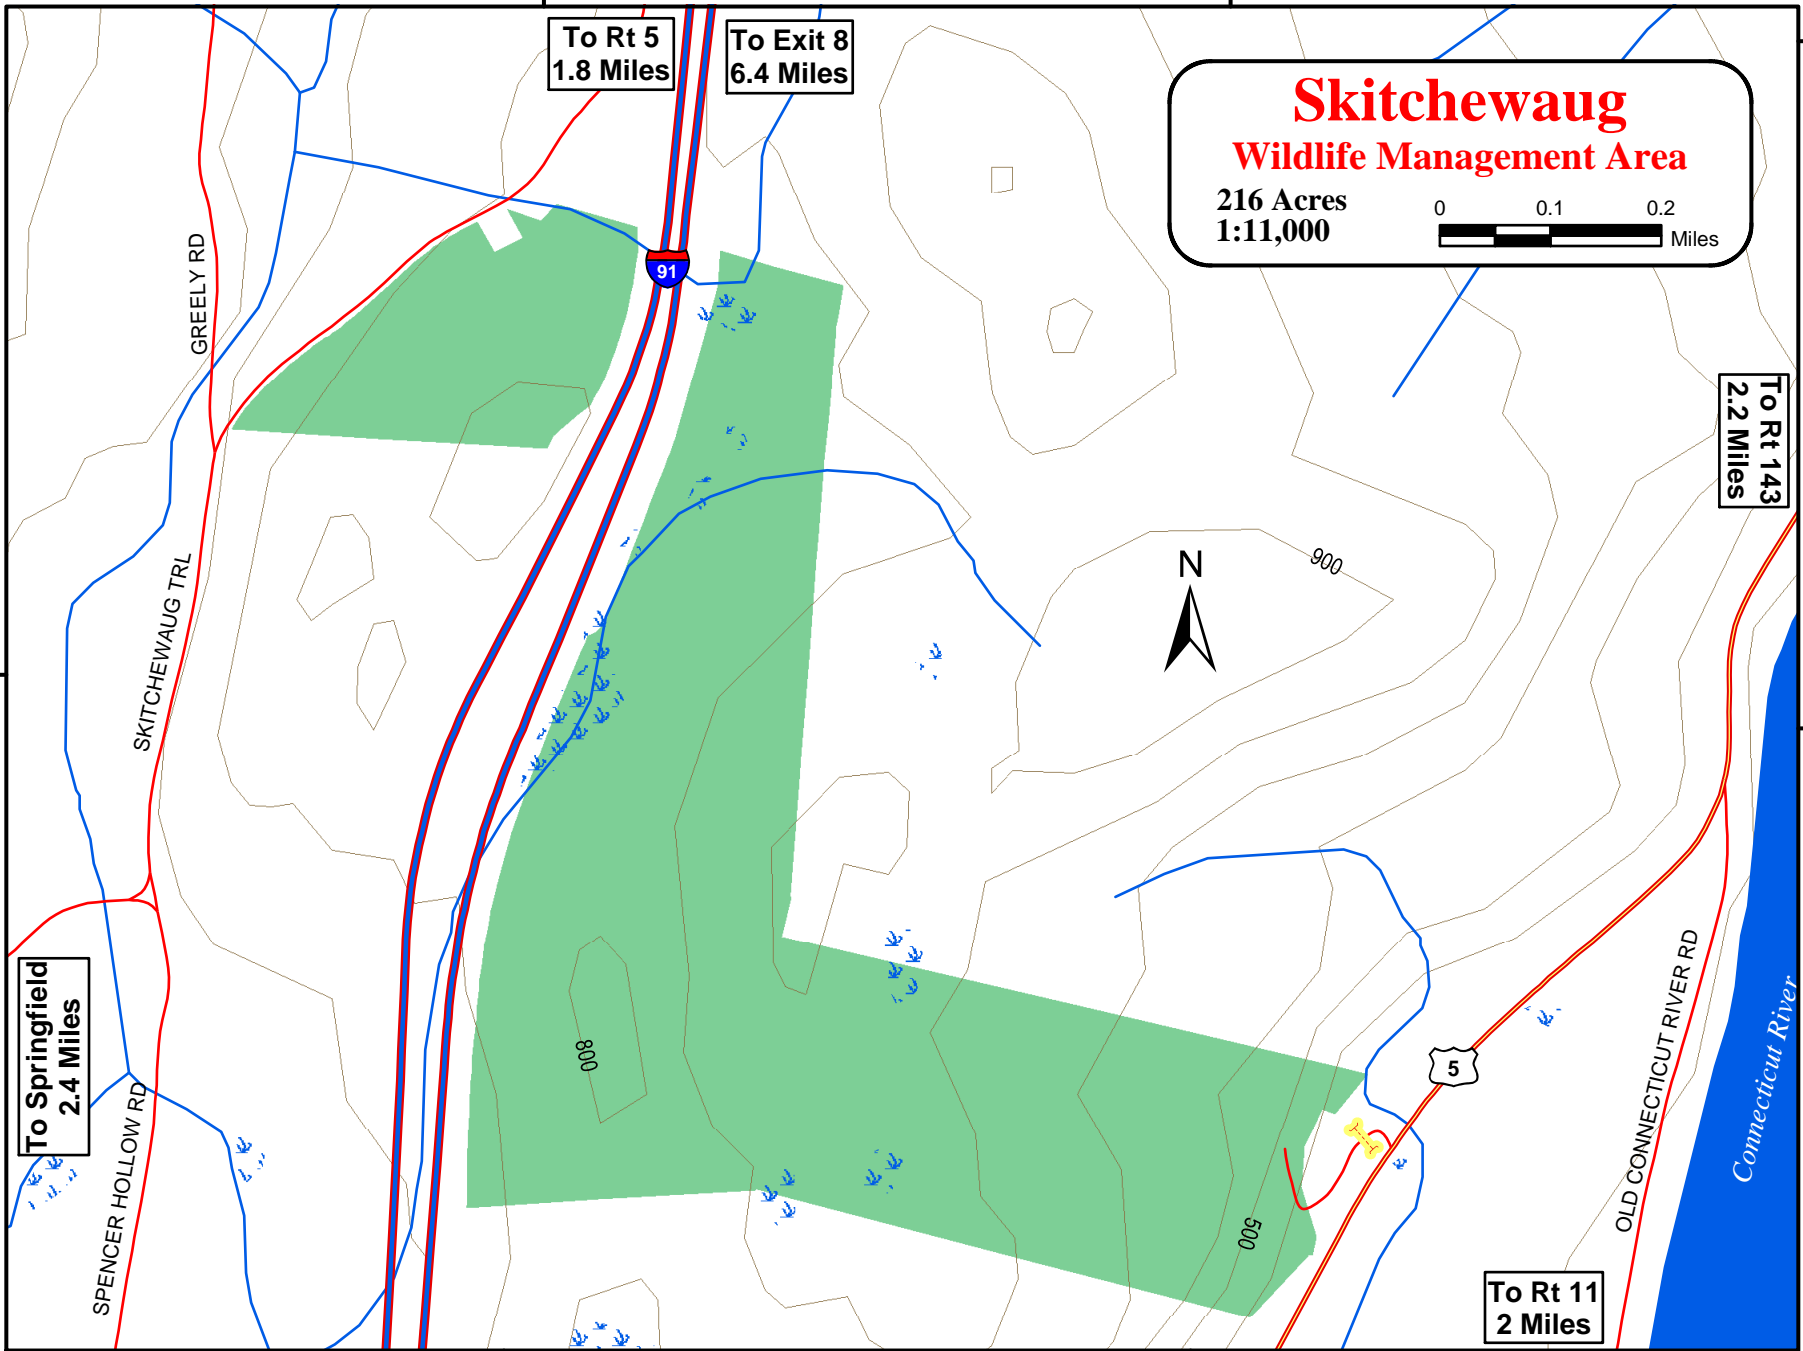 To Rt 5
1.8 Miles
To Exit 8
6.4 Miles
Skitchewaug
Wildlife Management Area
216 Acres
1:11,000
0 0.1 0.2
Miles
91
GREELY RD
To Rt 143
2.2 Miles
N
900
SKITCHEWAUG TRL
To Springfield
2.4 Miles
800
5
OLD CONNECTICUT RIVER RD
Connecticut River
SPENCER HOLLOW RD
500
To Rt 11
2 Miles